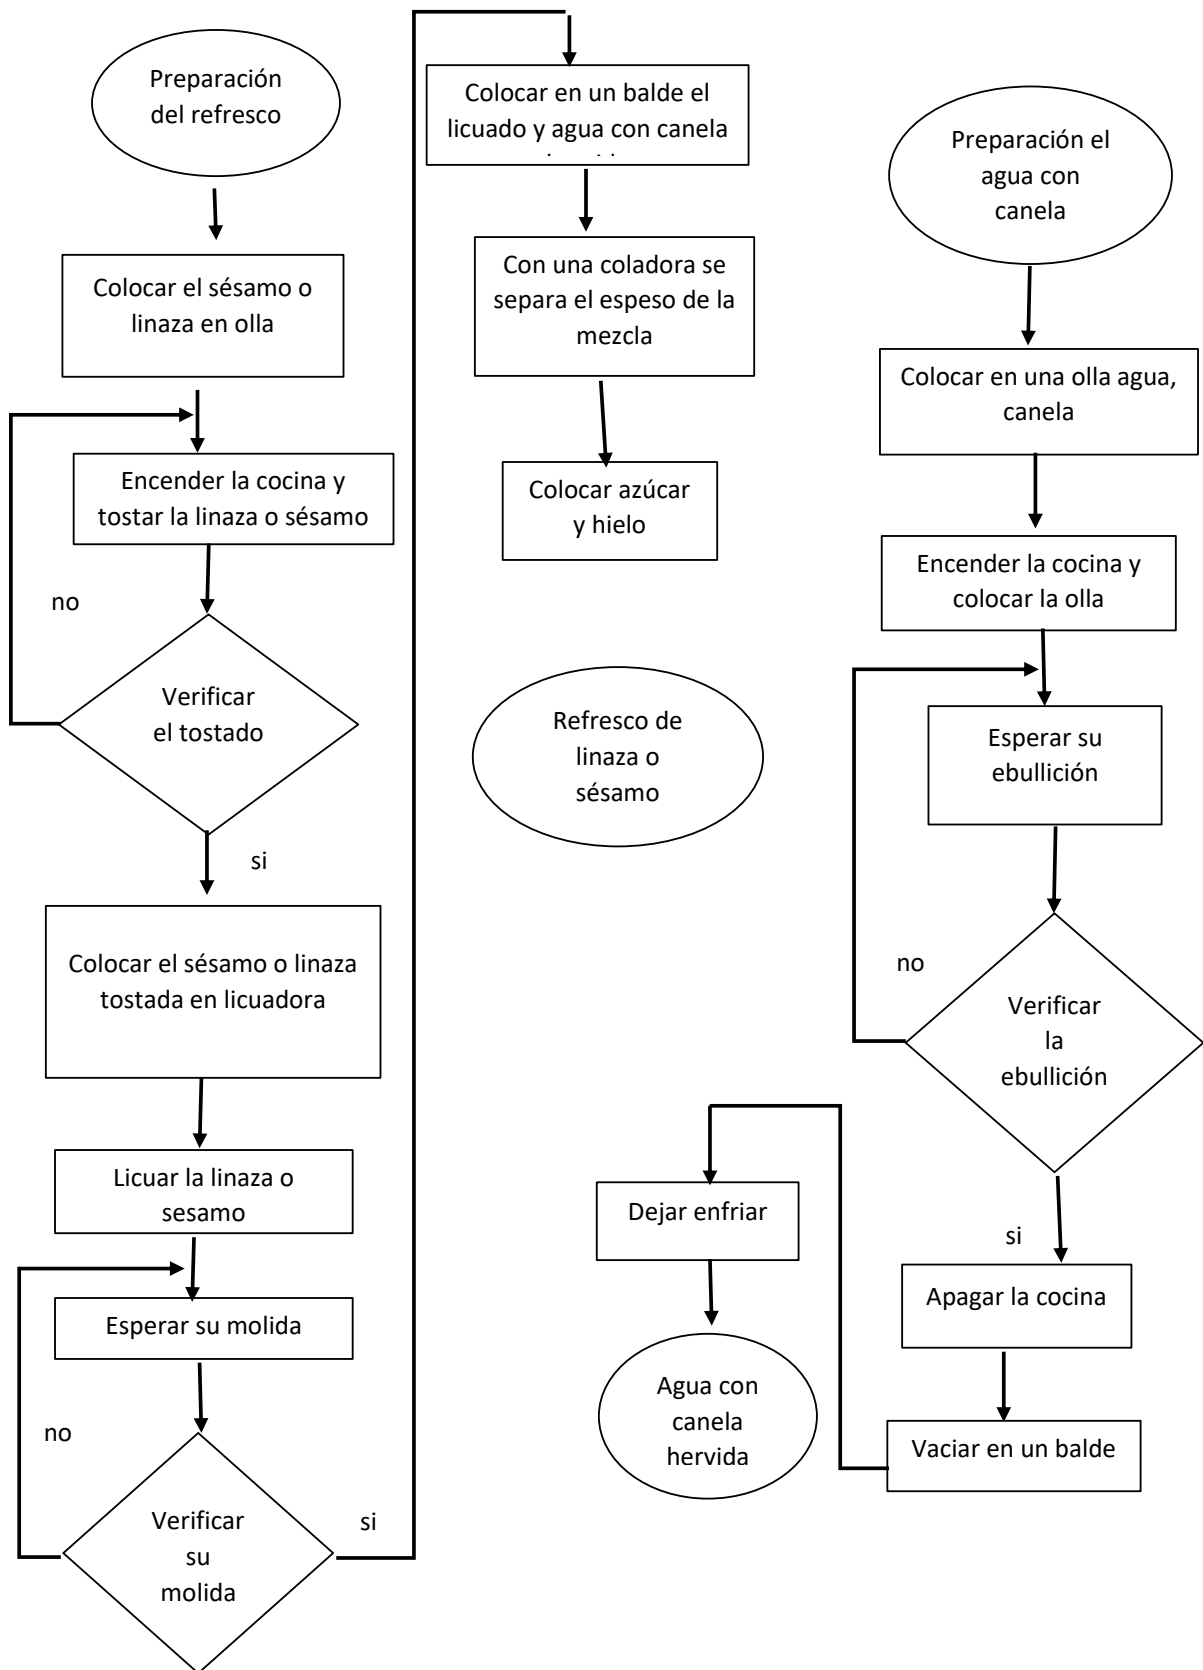 Preparación
del refresco
Colocar el sésamo o
linaza en olla
Encender la cocina y
tostar la linaza o sésamo
no
Verificar
el tostado
si
Colocar el sésamo o linaza
tostada en licuadora
Licuar la linaza o
sesamo
Esperar su molida
no
Verificar
su
molida
si
Colocar en un balde el
licuado y agua con canela
Con una coladora se
separa el espeso de la
mezcla
Colocar azúcar
y hielo
Refresco de
linaza o
sésamo
Preparación el
agua con
canela
Colocar en una olla agua,
canela
Encender la cocina y
colocar la olla
Esperar su
ebullición
no
Verificar
la
ebullición
si
Apagar la cocina
Vaciar en un balde
Dejar enfriar
Agua con
canela
hervida